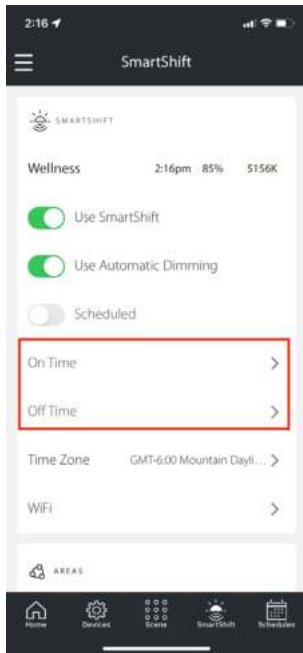 2:16
SmartShift
SMARTSHIFT
Wellness 2:16pm 85% 5156K
Use SmartShift
Use Automatic Dimming
Scheduled
On Time
Off Time
Time Zone GMT-6:00 Mountain Dayli...
WiFi
AREAS
Home Devices Scene SmartShift Schedules